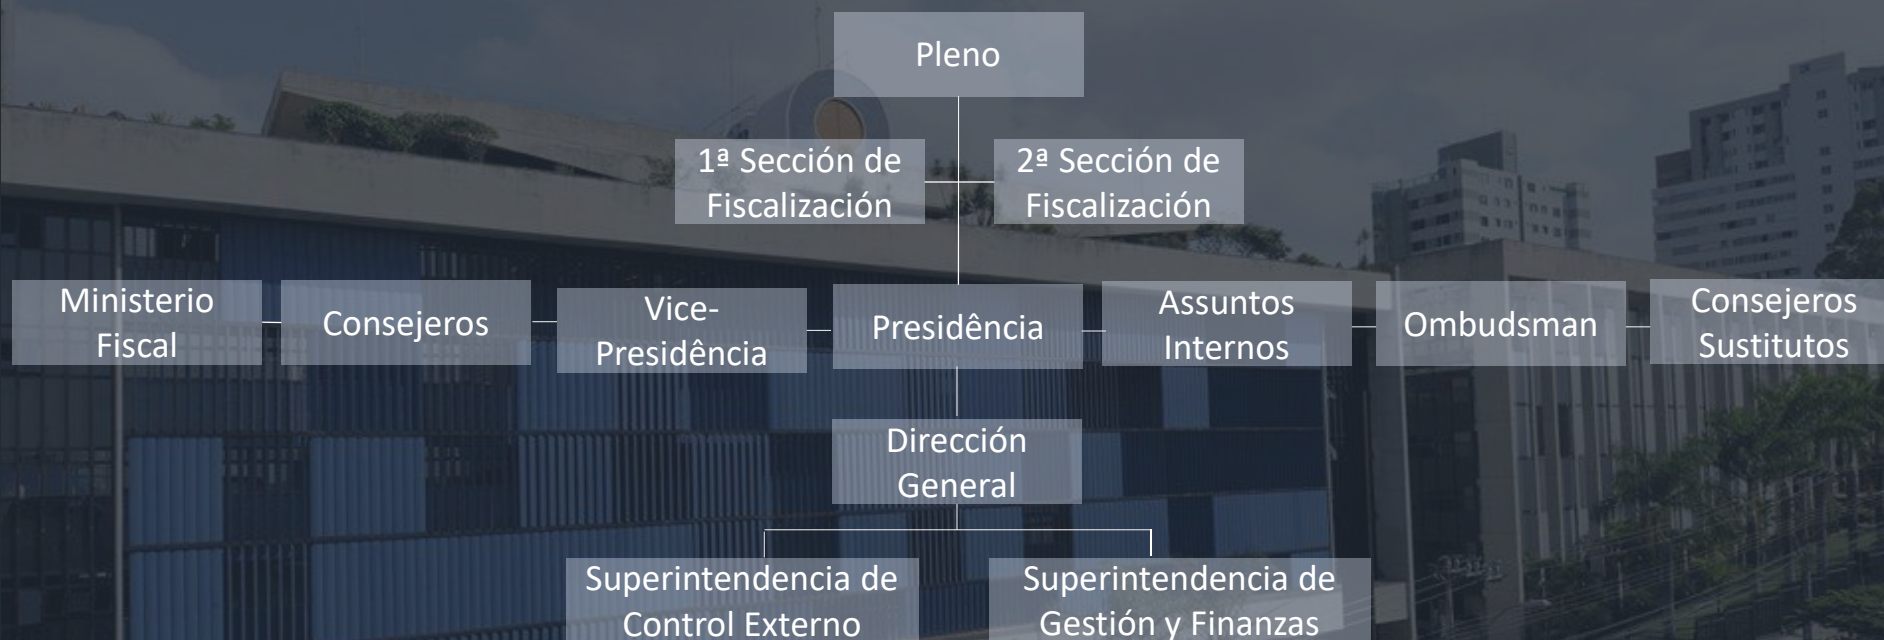 Pleno
1ª Sección de
Fiscalización
2ª Sección de
Fiscalización
Ministerio
Fiscal
Consejeros
Vice-
Presidência
Presidência
Assuntos
Internos
Ombudsman
Consejeros
Sustitutos
Dirección
General
Superintendencia de
Control Externo
Superintendencia de
Gestión y Finanzas